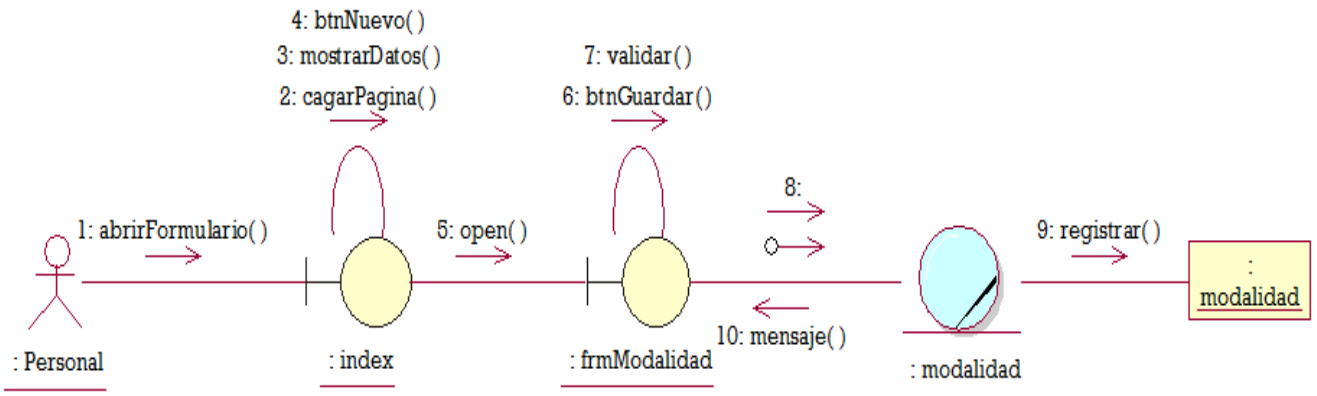 4: btnNuevo( )
3: mostrarDatos( )
2: cagarPagina( )
7: validar( )
6: btnGuardar( )
1: abrirFormulario( )
5: open( )
8:
9: registrar( )
10: mensaje( )
: Personal
: index
: frmModalidad
: modalidad
:
modalidad